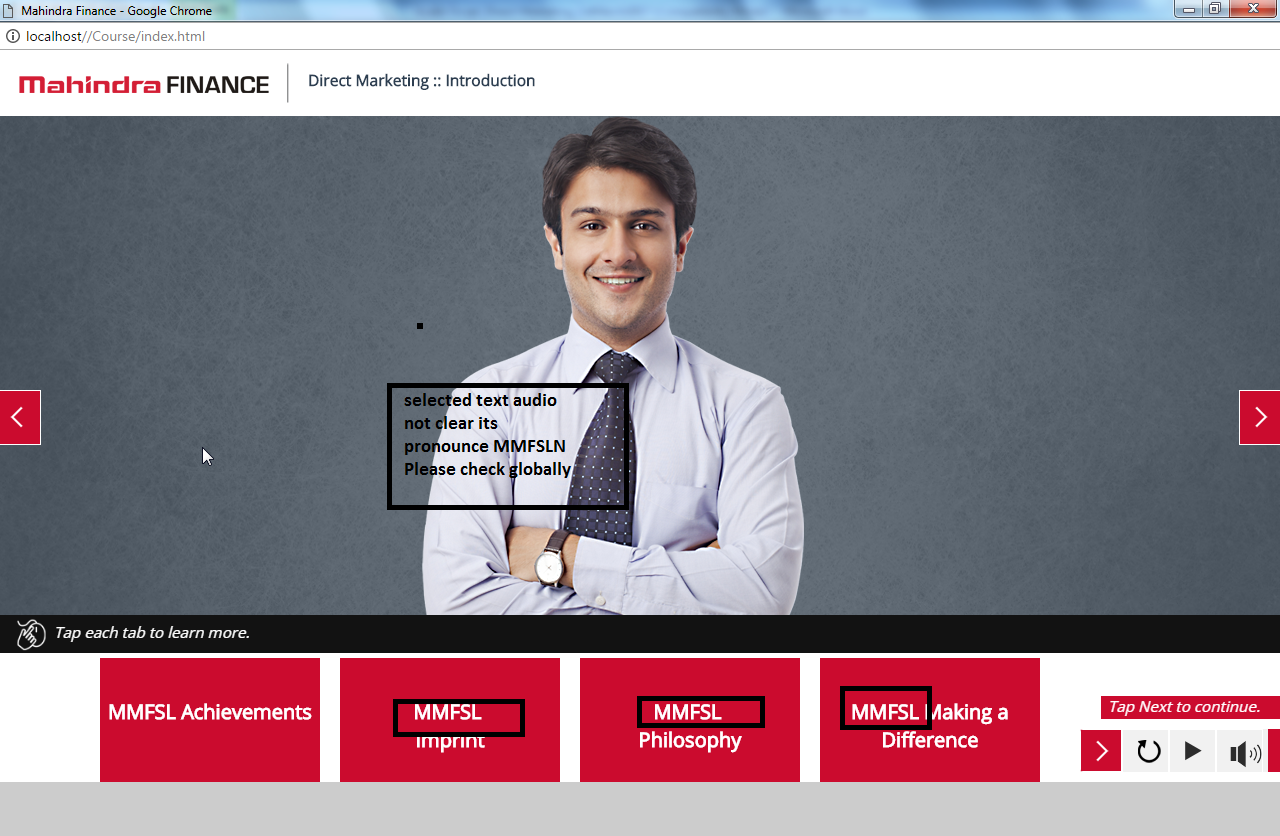 Mahindra Finance - Google Chrome
localhost//Course/index.html
Mahindra FINANCE
Direct Marketing :: Introduction
selected text audio
not clear its
pronounce MMFSLN
Please check globally
Tap each tab to learn more.
MMFSL Achievements
MMFSL
Imprint
MMFSL
Philosophy
MMFSL Making a
Difference
Tap Next to continue.